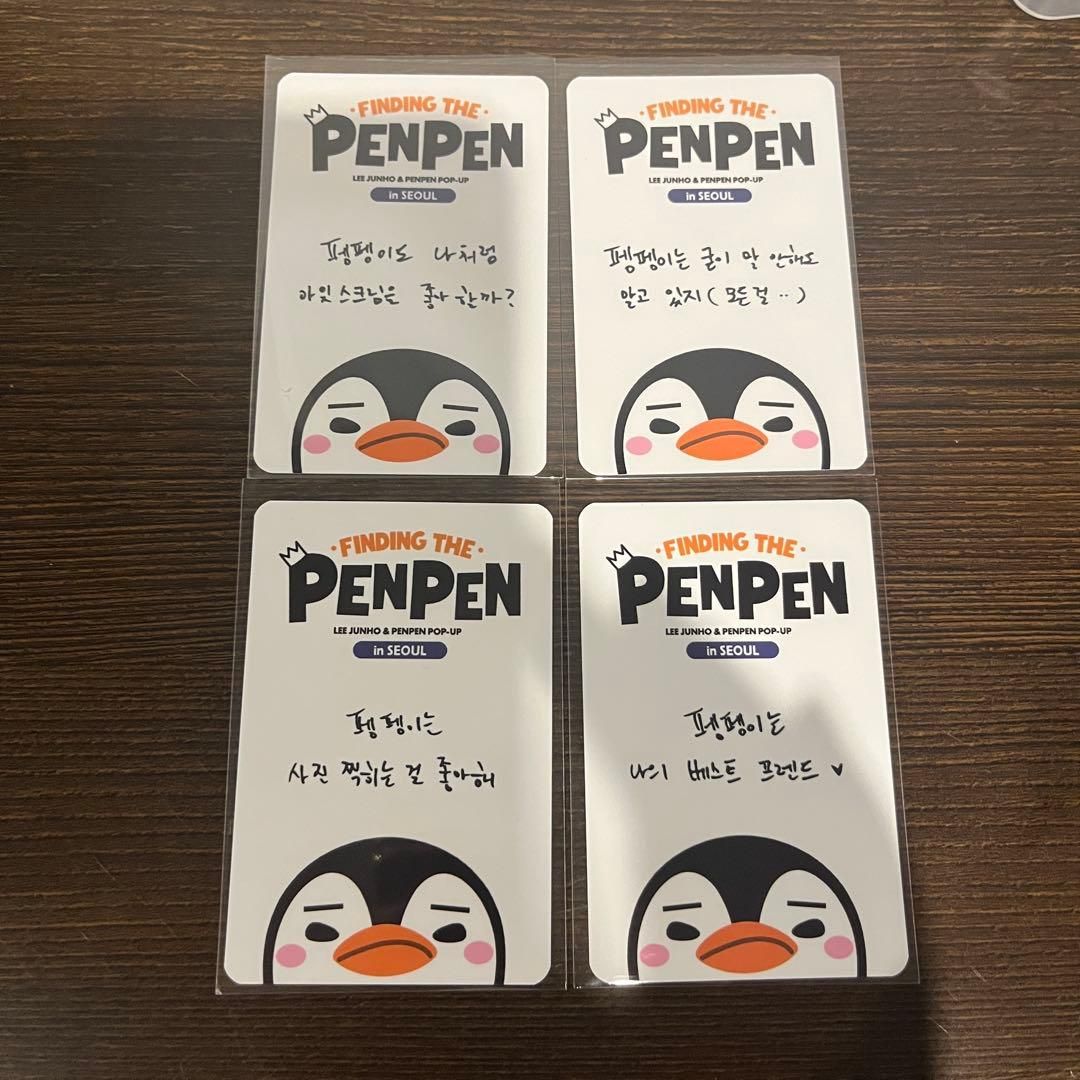 ·FINDING THE·
PENPEN
LEE JUNHO & PENPEN POP-UP
in SEOUL
펭펭이도 나처럼
아잇스크님은 좋아할까?
·FINDING THE·
PENPEN
LEE JUNHO & PENPEN POP-UP
in SEOUL
펭펭이는 굳이 말 안해도
알고 있지 (모든걸..)
·FINDING THE·
PENPEN
LEE JUNHO & PENPEN POP-UP
in SEOUL
펭펭이는
사진 찍히는 걸 좋아해
·FINDING THE·
PENPEN
LEE JUNHO & PENPEN POP-UP
in SEOUL
펭펭이는
나의 베스트 프렌드 ♥